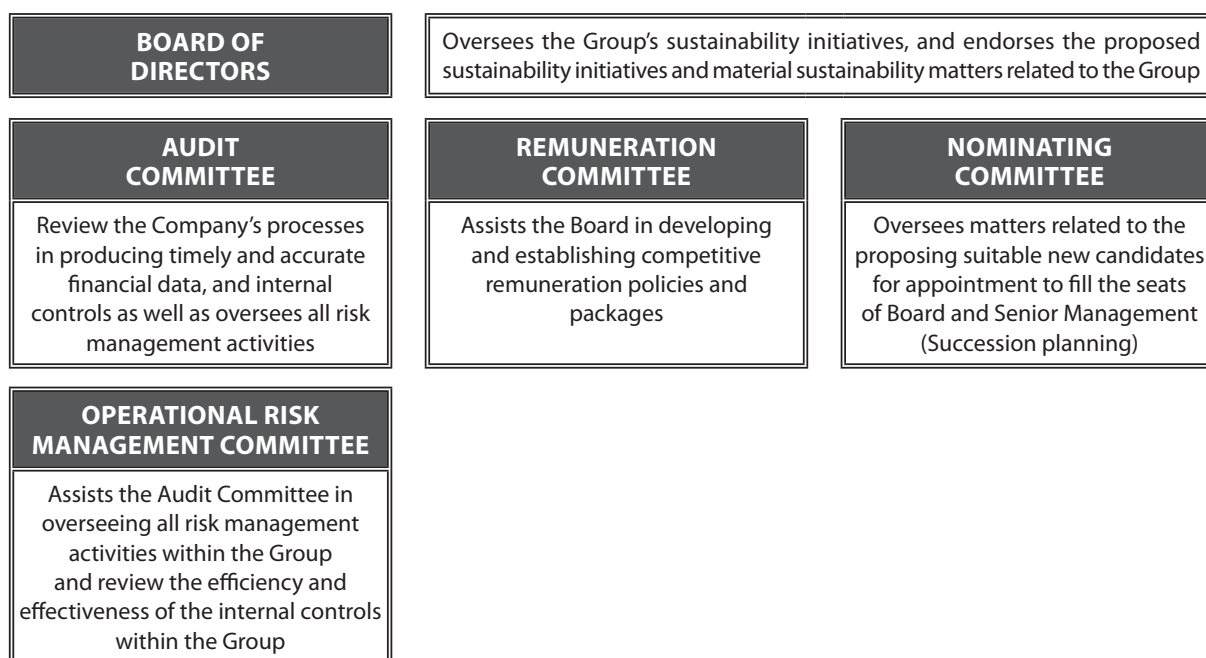 BOARD OF
DIRECTORS
Oversees the Group's sustainability initiatives, and endorses the proposed
sustainability initiatives and material sustainability matters related to the Group
AUDIT
COMMITTEE
Review the Company's processes
in producing timely and accurate
financial data, and internal
controls as well as oversees all risk
management activities
REMUNERATION
COMMITTEE
Assists the Board in developing
and establishing competitive
remuneration policies and
packages
NOMINATING
COMMITTEE
Oversees matters related to the
proposing suitable new candidates
for appointment to fill the seats
of Board and Senior Management
(Succession planning)
OPERATIONAL RISK
MANAGEMENT COMMITTEE
Assists the Audit Committee in
overseeing all risk management
activities within the Group
and review the efficiency and
effectiveness of the internal controls
within the Group